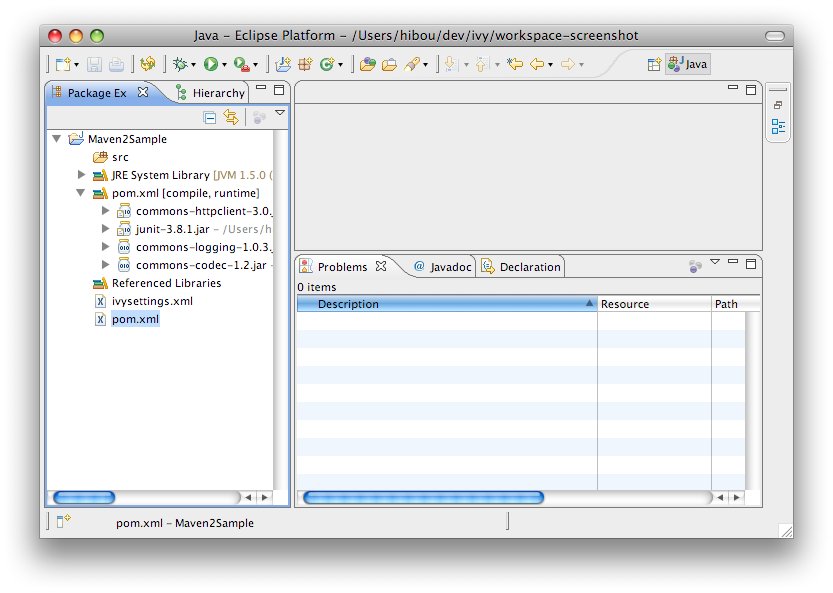 Java – Eclipse Platform – /Users/hibou/dev/ivy/workspace-screenshot
Java
Package Ex
Hierarchy
Maven2Sample
src
JRE System Library [JVM 1.5.0 (
pom.xml [compile, runtime]
commons-httpclient-3.0.
junit-3.8.1.jar – /Users/h
commons-logging-1.0.3.
commons-codec-1.2.jar –
Referenced Libraries
ivysettings.xml
pom.xml
Problems
@ Javadoc
Declaration
0 items
Description
Resource
Path
pom.xml – Maven2Sample